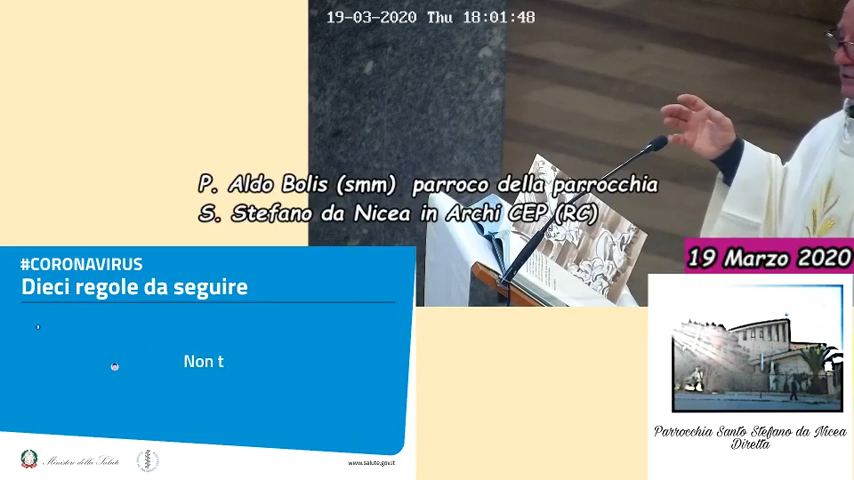 19-03-2020 Thu 18:01:48
P. Aldo Bolis (smm) parroco della parrocchia
S. Stefano da Nicea in Archi CEP (RC)
19 Marzo 2020
#CORONAVIRUS
Dieci regole da seguire
Non t
Ministero della Salute
www.salute.gov.it
Parrocchia Santo Stefano da Nicea
Diretta